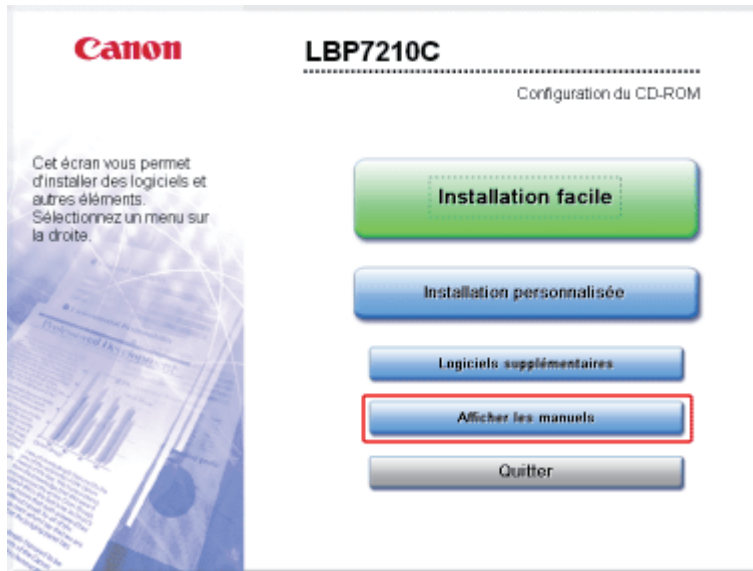 Canon
LBP7210C
Configuration du CD-ROM
Cet écran vous permet
d'installer des logiciels et
autres éléments.
Sélectionnez un menu sur
la droite.
Installation facile
Installation personnalisée
Logiciels supplémentaires
Afficher les manuels
Quitter